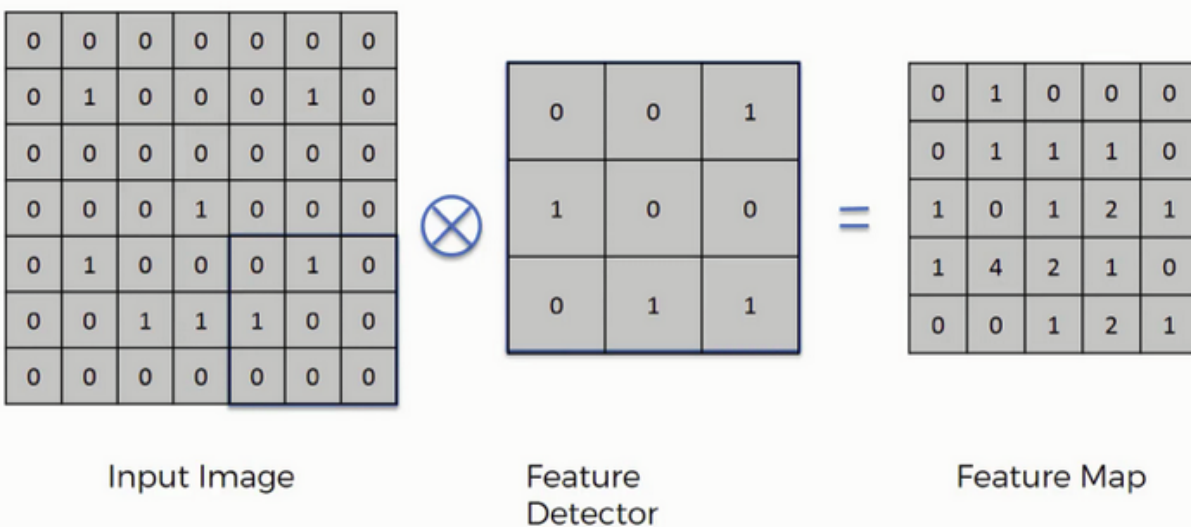 0 0 0 0 0 0 0
0 1 0 0 0 1 0
0 0 0 0 0 0 0
0 0 0 1 0 0 0
0 1 0 0 0 1 0
0 0 1 1 1 0 0
0 0 0 0 0 0 0
0 0 1
1 0 0
0 1 1
=
0 1 0 0 0
0 1 1 1 0
1 0 1 2 1
1 4 2 1 0
0 0 1 2 1
Input Image
Feature
Detector
Feature Map